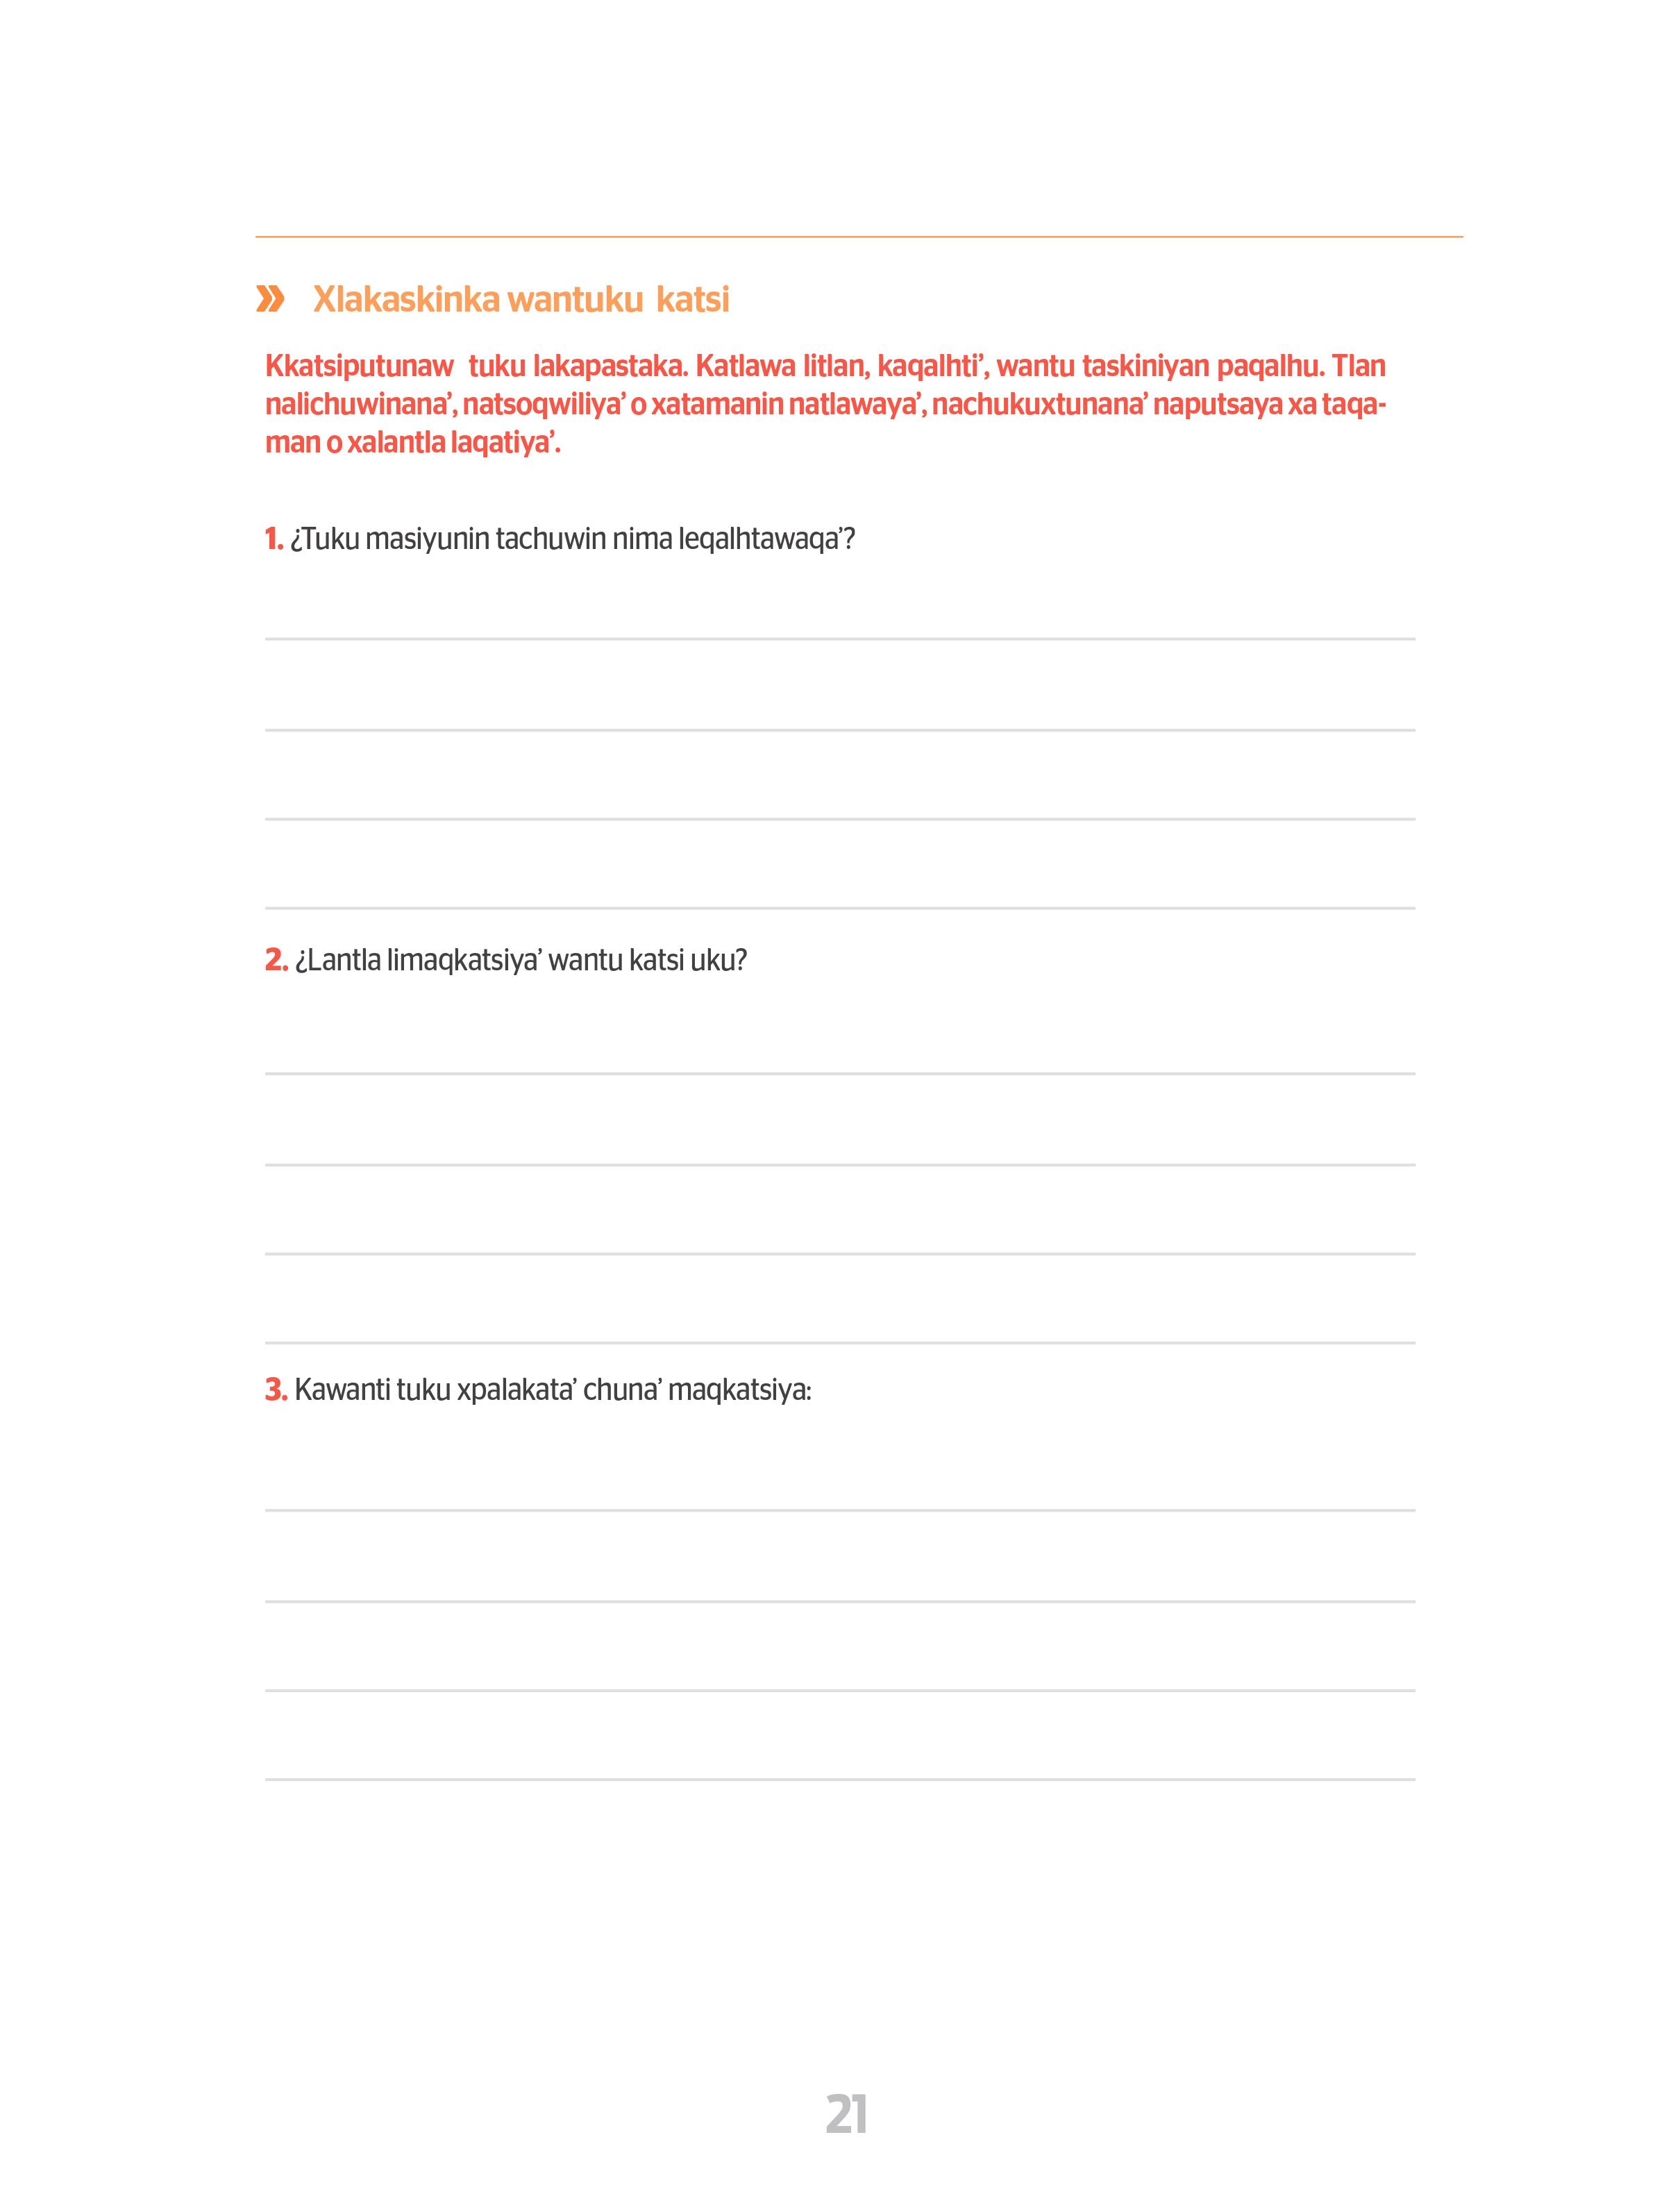 » Xlakaskinka wantuku katsi
Kkatsiputunaw tuku lakapastaka. Katlawa litlan, kaqalhti’, wantu taskiniyan paqalhu. Tlan
nalichuwinana’, natsoqwiliya’ o xatamanin natlawaya’, nachukuxtunana’ naputsaya xa taqa-
man o xalantla laqatiya’.
1. ¿Tuku masiyunin tachuwin nima leqalhtawaqa’?
2. ¿Lantla limaqkatsiya’ wantu katsi uku?
3. Kawanti tuku xpalakata’ chuna’ maqkatsiya:
21